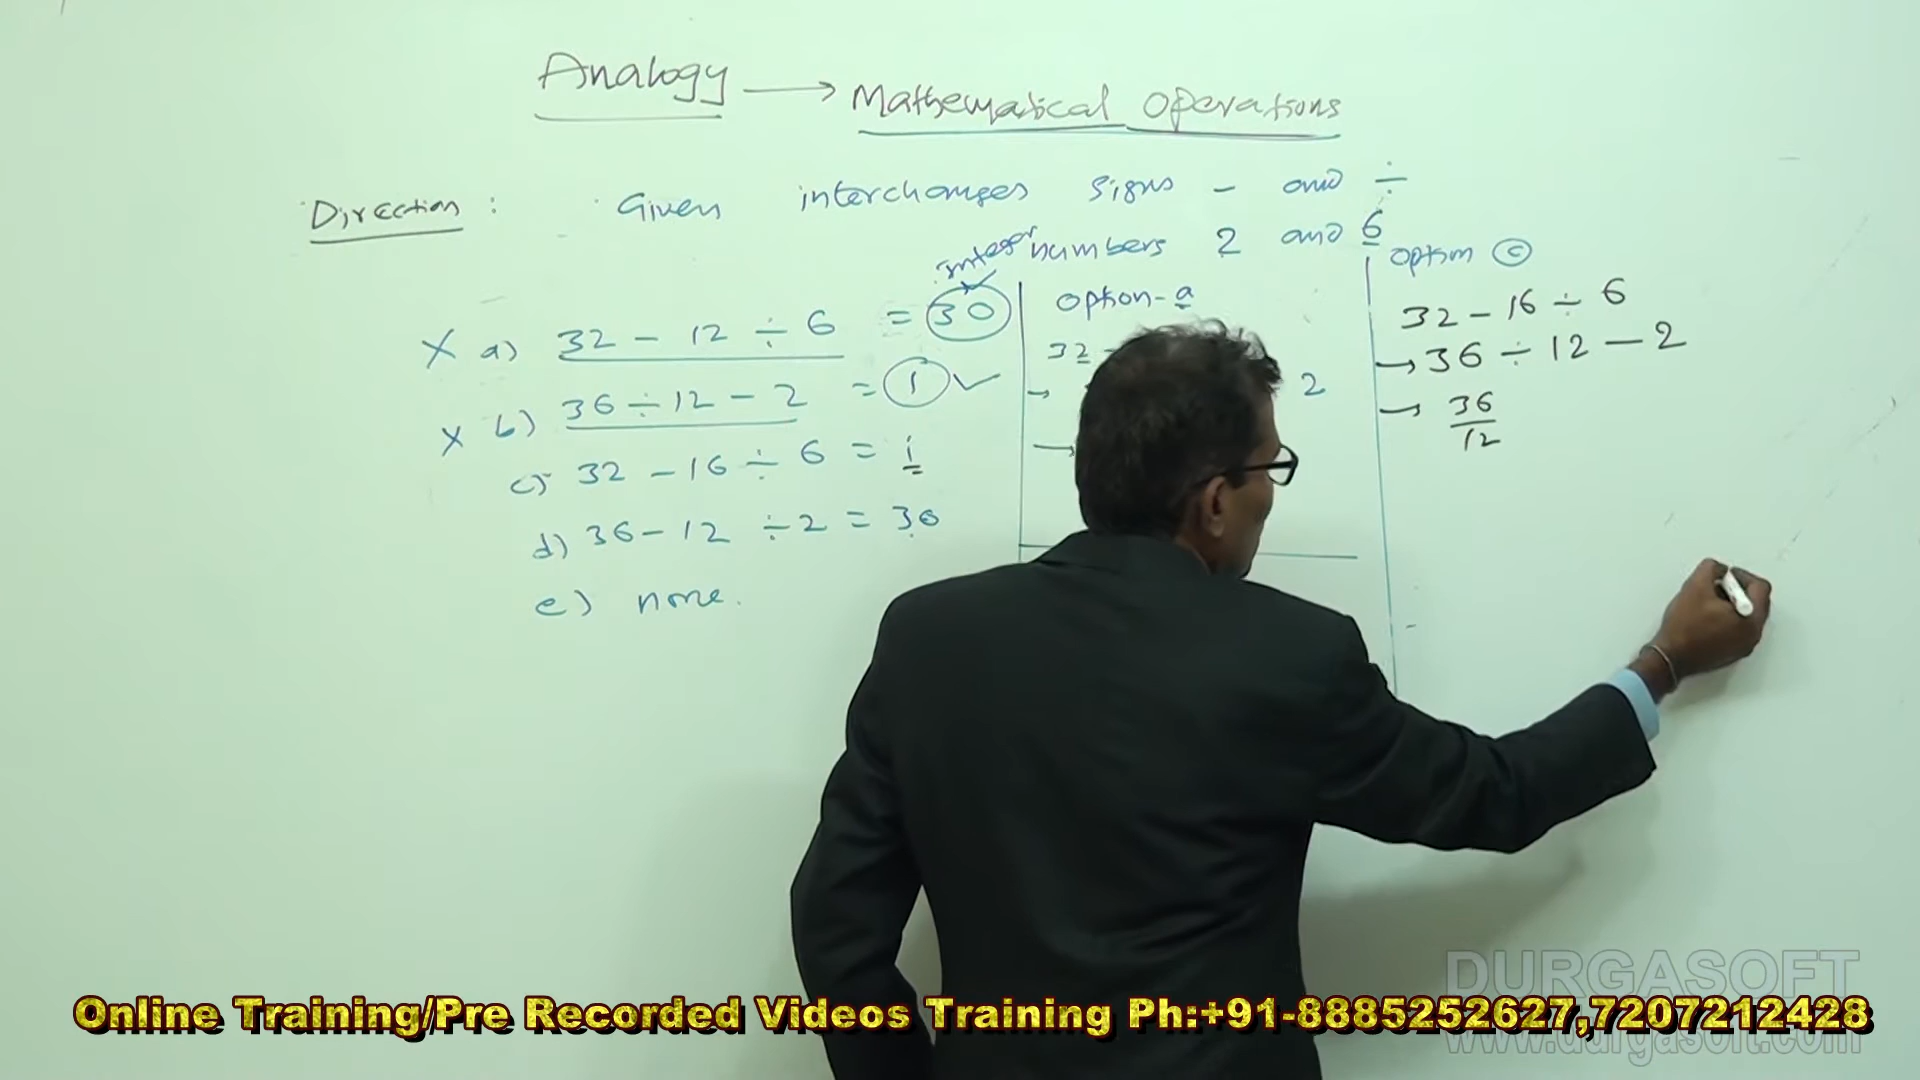 Analogy → Mathematical Operations
Direction : Given interchanges signs - and ÷
integer numbers 2 and 6
X a) 32 - 12 ÷ 6 = 30 ✓
X b) 36 ÷ 12 - 2 = 1 ✓
c) 32 - 16 ÷ 6 = 1
d) 36 - 12 ÷ 2 = 30
e) none.
option - a
32 -
→ 2
→
option c
32 - 16 ÷ 6
→ 36 ÷ 12 - 2
→ 36
12
DURGASOFT
www.durgasoft.com
Online Training/Pre Recorded Videos Training Ph:+91-8885252627,7207212428